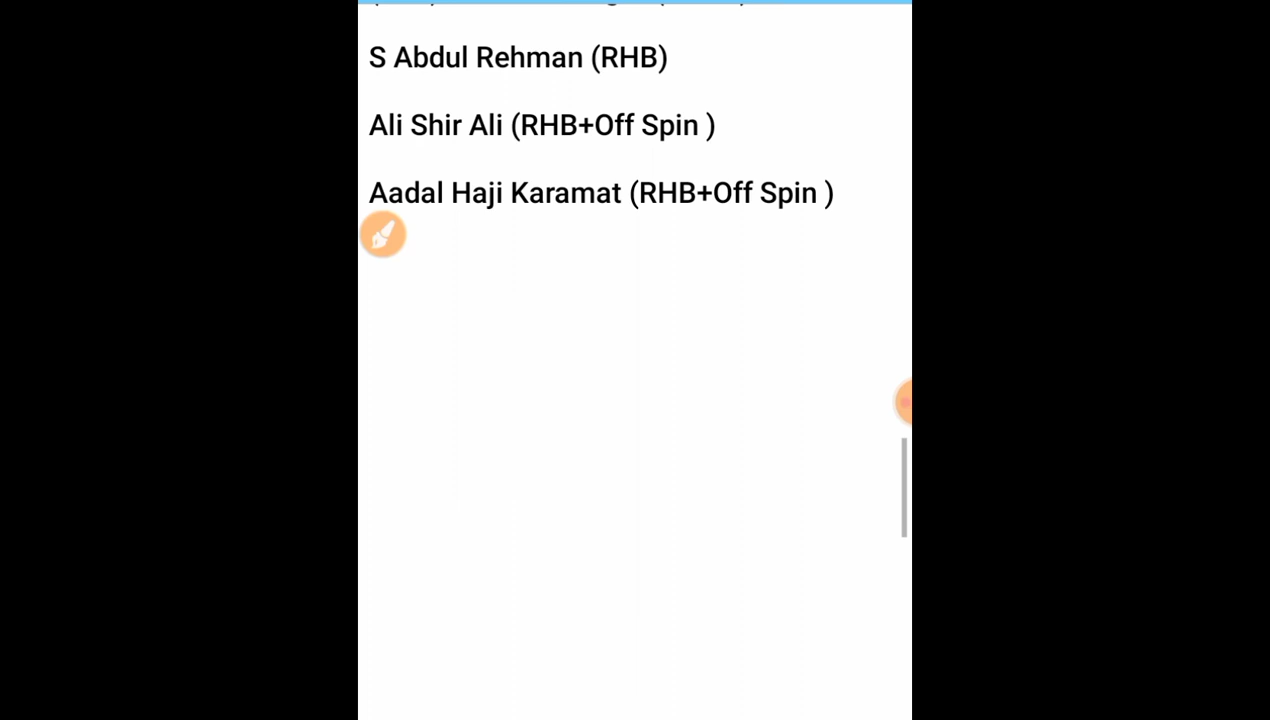 S Abdul Rehman (RHB)
Ali Shir Ali (RHB+Off Spin )
Aadal Haji Karamat (RHB+Off Spin )